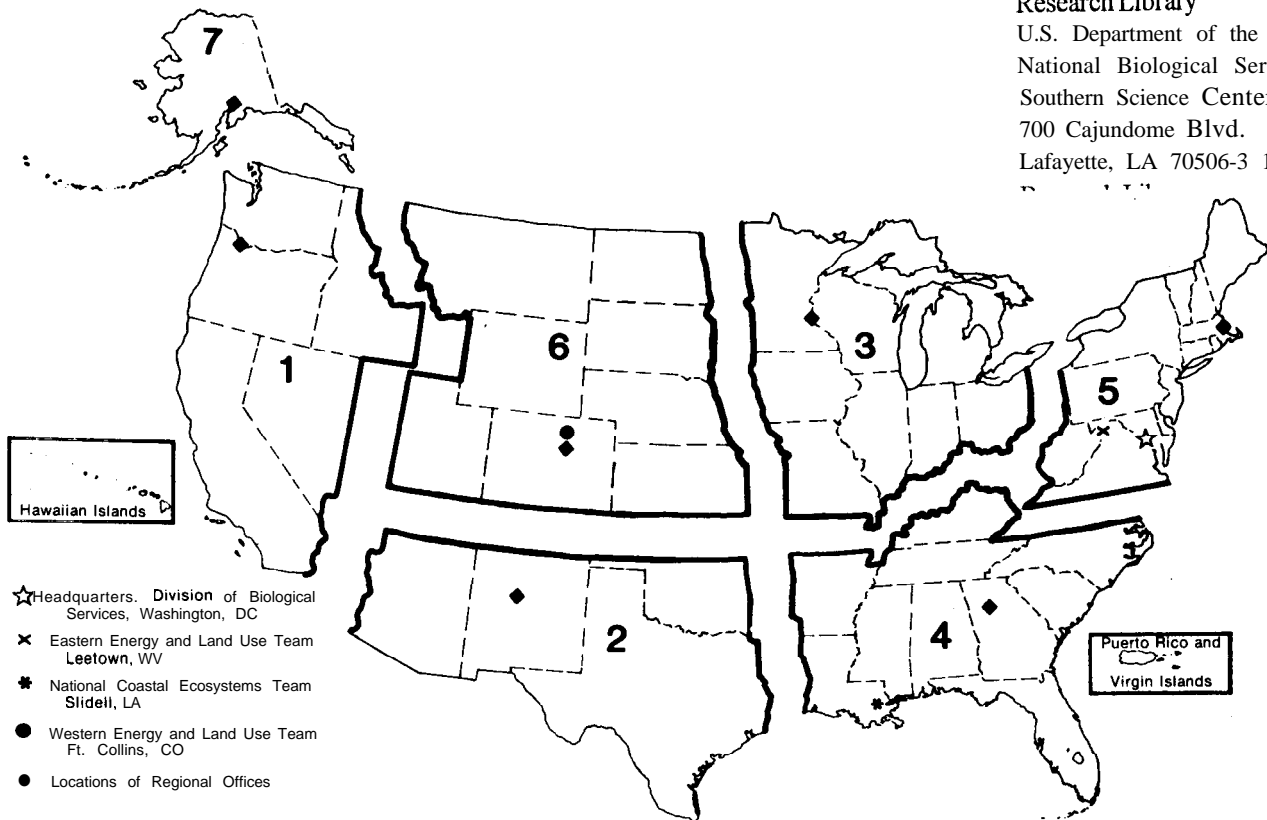 Research Library
U.S. Department of the
National Biological Ser
Southern Science Center
700 Cajundome Blvd.
Lafayette, LA 70506-3
7
1
6
3
5
2
4
Hawaiian Islands
Puerto Rico and
Virgin Islands
Headquarters. Division of Biological
Services, Washington, DC
Eastern Energy and Land Use Team
Leetown, WV
National Coastal Ecosystems Team
Slidell, LA
Western Energy and Land Use Team
Ft. Collins, CO
Locations of Regional Offices